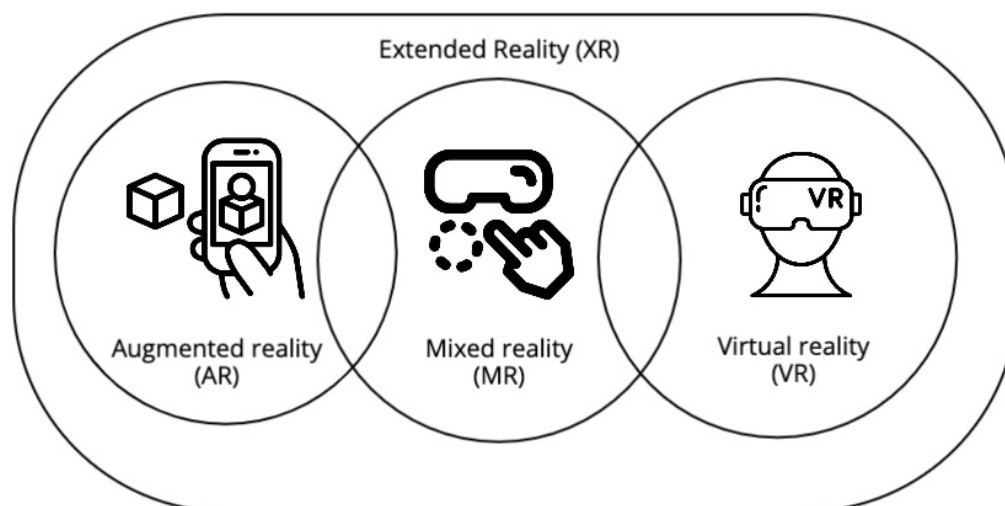 Extended Reality (XR)
VR
Augmented reality
(AR)
Mixed reality
(MR)
Virtual reality
(VR)